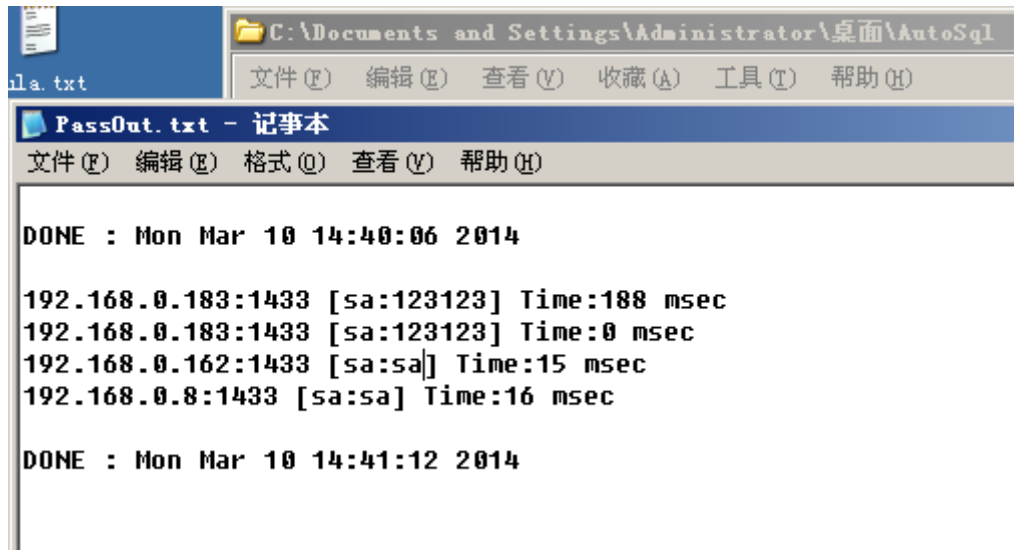 ula.txt
C:\Documents and Settings\Administrator\桌面\AutoSql
文件(F) 编辑(E) 查看(V) 收藏(A) 工具(T) 帮助(H)
PassOut.txt - 记事本
文件(F) 编辑(E) 格式(O) 查看(V) 帮助(H)
DONE : Mon Mar 10 14:40:06 2014
192.168.0.183:1433 [sa:123123] Time:188 msec
192.168.0.183:1433 [sa:123123] Time:0 msec
192.168.0.162:1433 [sa:sa] Time:15 msec
192.168.0.8:1433 [sa:sa] Time:16 msec
DONE : Mon Mar 10 14:41:12 2014